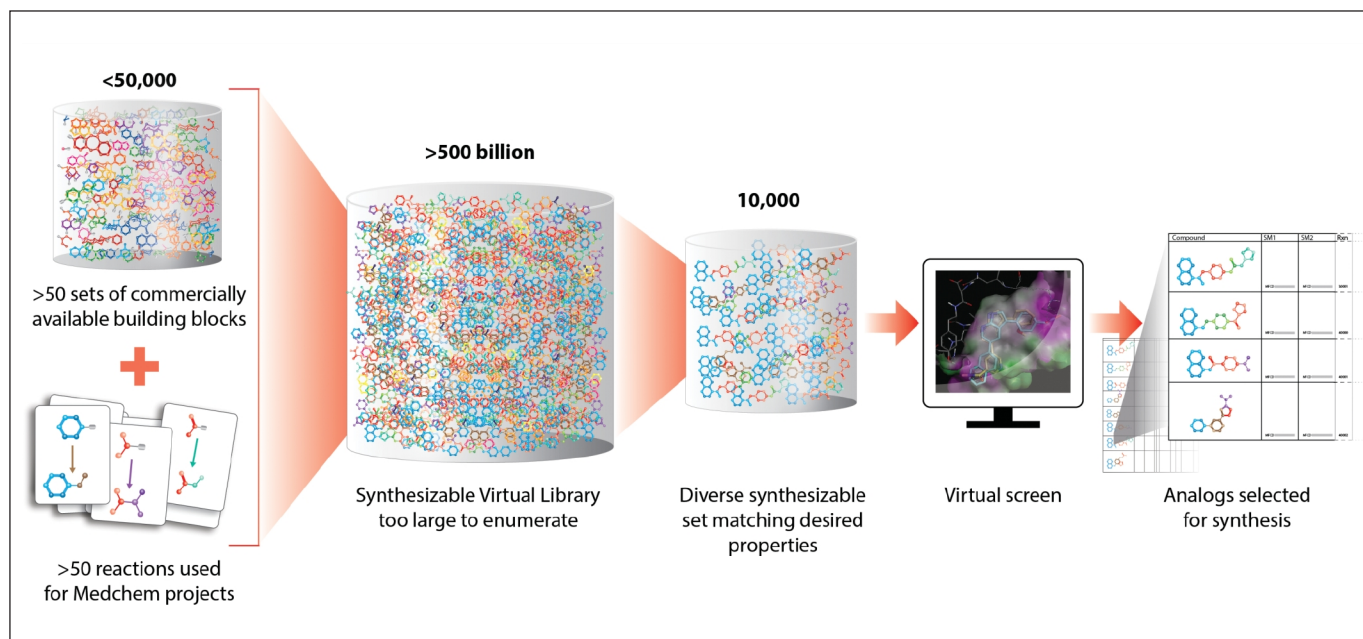 <50,000
>50 sets of commercially
available building blocks
>50 reactions used
for Medchem projects
>500 billion
Synthesizable Virtual Library
too large to enumerate
10,000
Diverse synthesizable
set matching desired
properties
Virtual screen
Compound SM1 SM2 Rxn
Analogs selected
for synthesis